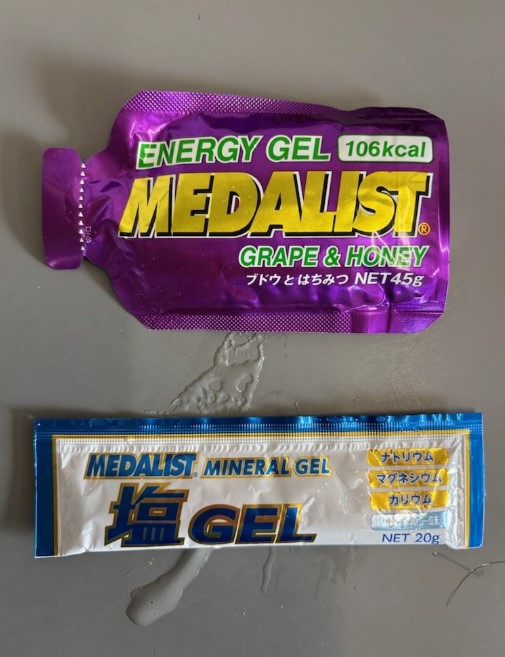 ENERGY GEL 106kcal
MEDALIST®
GRAPE & HONEY
ブドウとはちみつ NET45g
MEDALIST® MINERAL GEL
塩GEL
ナトリウム
マグネシウム
カリウム
NET 20g